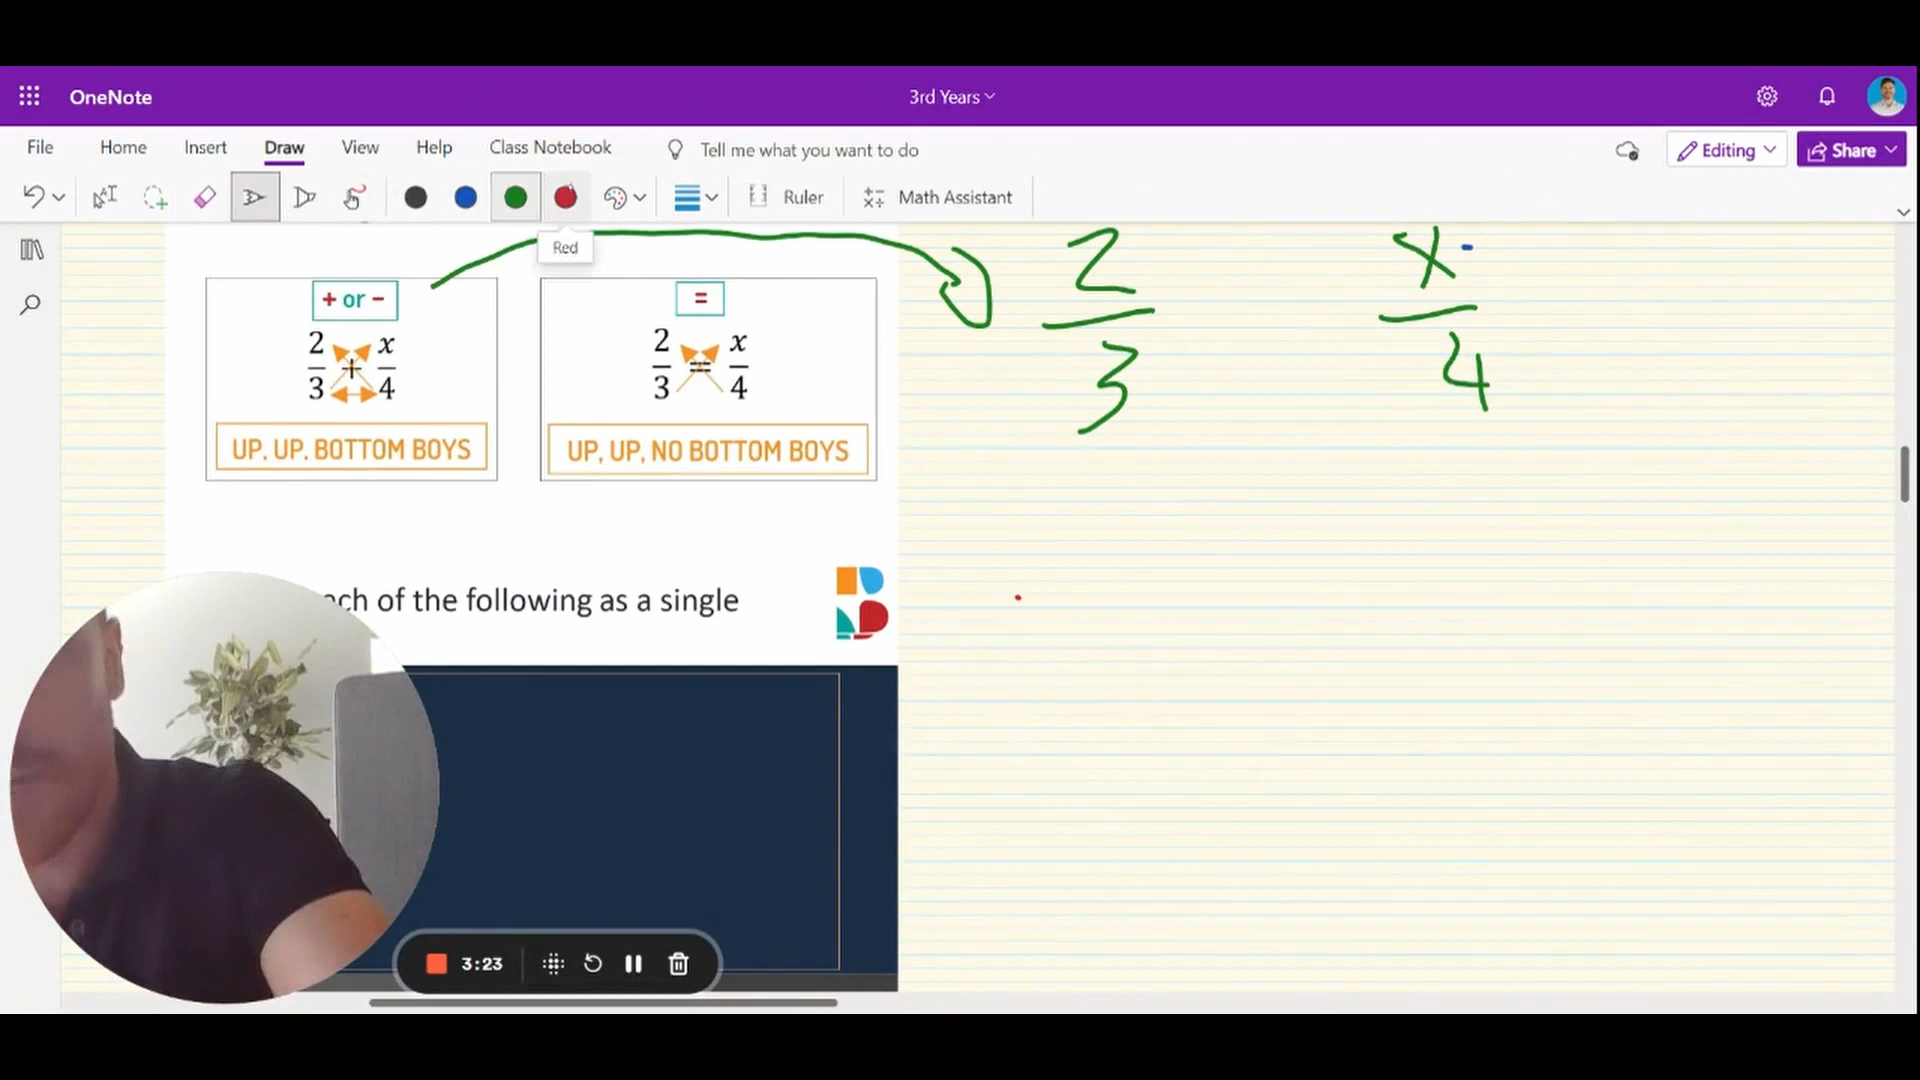 OneNote
3rd Years
File Home Insert Draw View Help Class Notebook Tell me what you want to do Editing Share
Ruler Math Assistant
Red
+ or -
2/3 + x/4
UP, UP, BOTTOM BOYS
=
2/3 = x/4
UP, UP, NO BOTTOM BOYS
2 x
3 4
ch of the following as a single
3:23